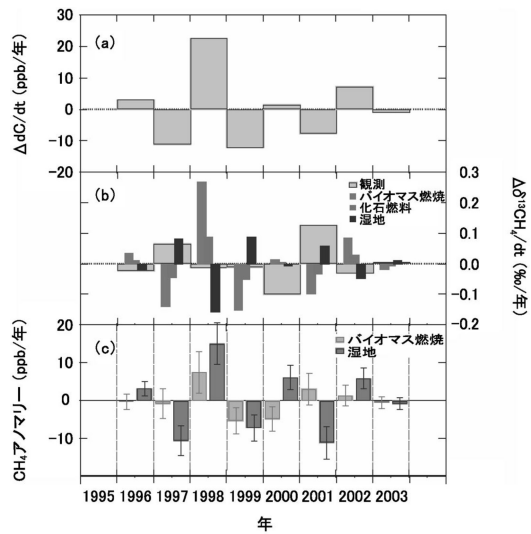 30
20
10
0
-10
-20
(a)
ΔdC/dt (ppb/年)
(b)
観測
バイオマス燃焼
化石燃料
湿地
0.3
0.2
0.1
0.0
-0.1
-0.2
Δδ¹³CH₄/dt (‰/年)
20
10
0
-10
(c)
バイオマス燃焼
湿地
CH₄アノマリー (ppb/年)
1995 1996 1997 1998 1999 2000 2001 2002 2003
年